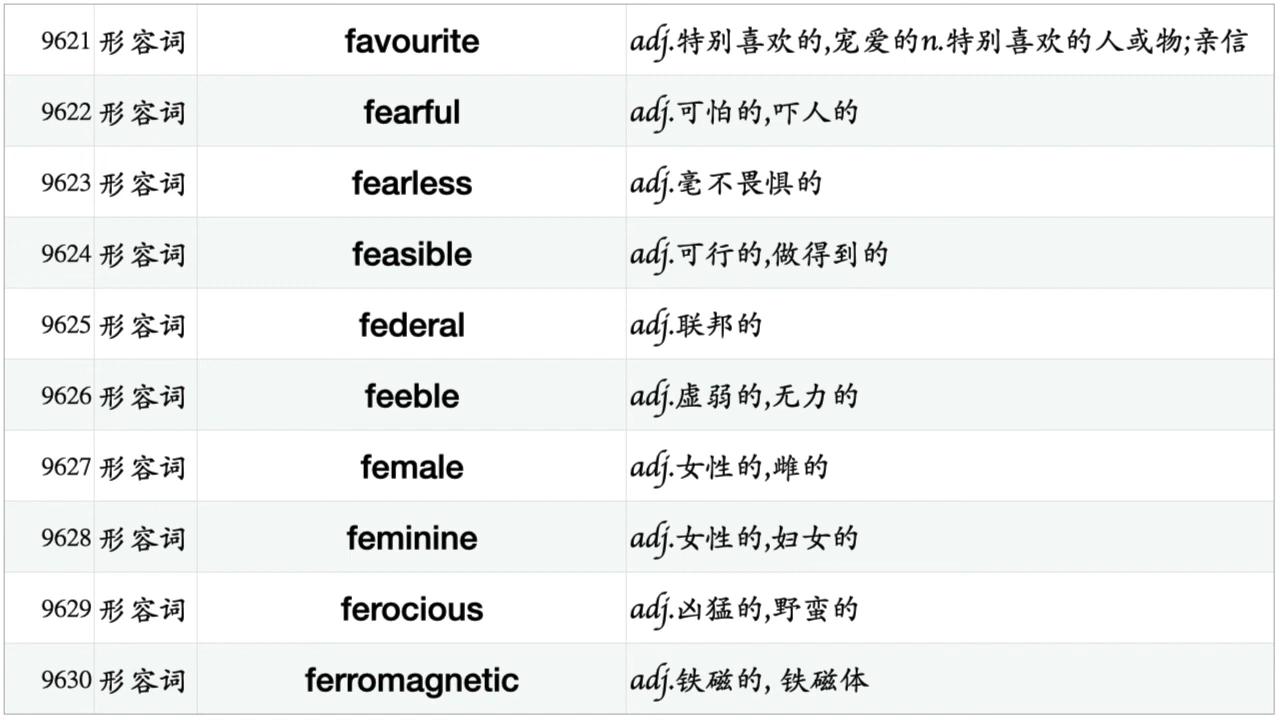 9621 形容词 favourite adj.特别喜欢的,宠爱的n.特别喜欢的人或物;亲信
9622 形容词 fearful adj.可怕的,吓人的
9623 形容词 fearless adj.毫不畏惧的
9624 形容词 feasible adj.可行的,做得到的
9625 形容词 federal adj.联邦的
9626 形容词 feeble adj.虚弱的,无力的
9627 形容词 female adj.女性的,雌的
9628 形容词 feminine adj.女性的,妇女的
9629 形容词 ferocious adj.凶猛的,野蛮的
9630 形容词 ferromagnetic adj.铁磁的, 铁磁体